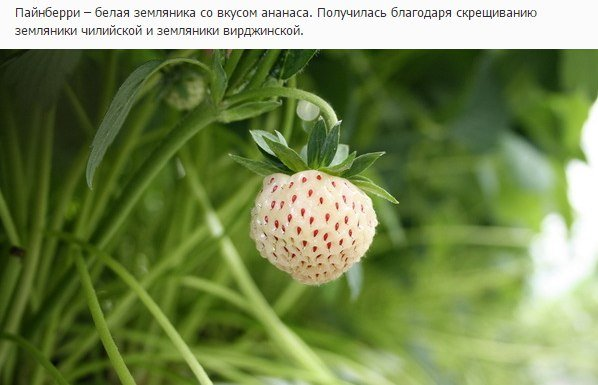 Пайнберри – белая земляника со вкусом ананаса. Получилась благодаря скрещиванию
земляники чилийской и земляники вирджинской.